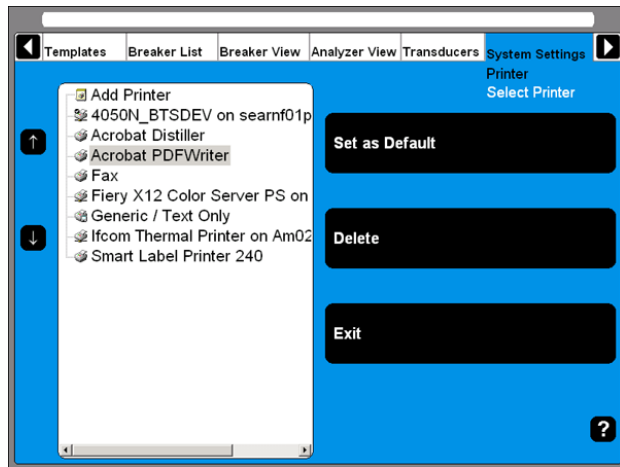 Templates Breaker List Breaker View Analyzer View Transducers System Settings
Printer
Select Printer
Add Printer
4050N_BTSDEV on searnf01p
Acrobat Distiller
Acrobat PDFWriter
Fax
Fiery X12 Color Server PS on
Generic / Text Only
Ifcom Thermal Printer on Am02
Smart Label Printer 240
Set as Default
Delete
Exit
?